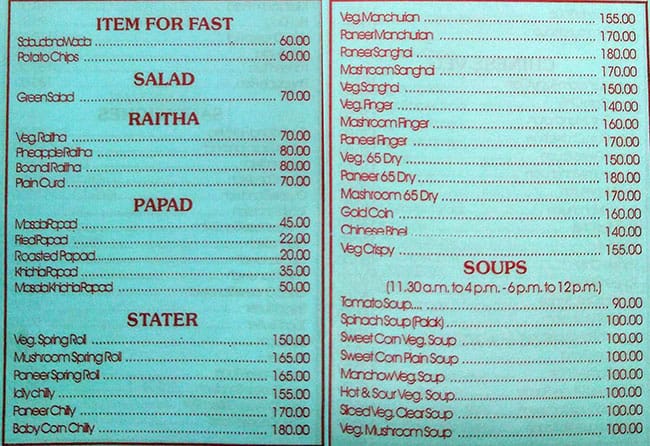 ITEM FOR FAST
Sabudana Wada 60.00
Potato Chips 60.00
SALAD
Green Salad 70.00
RAITHA
Veg. Raitha 70.00
Pineapple Raitha 80.00
Boondi Raitha 80.00
Plain Curd 70.00
PAPAD
Masala Papad 45.00
Fried Papad 22.00
Roasted Papad 20.00
Khichia Papad 35.00
Masala Khichia Papad 50.00
STATER
Veg. Spring Roll 150.00
Mushroom Spring Roll 165.00
Paneer Spring Roll 165.00
Idly chilly 155.00
Paneer Chilly 170.00
Baby Corn Chilly 180.00
Veg. Manchurian 155.00
Paneer Manchurian 170.00
Paneer Sanghai 180.00
Mashroom Sanghai 170.00
Veg. Sanghai 150.00
Veg. Finger 140.00
Mashroom Finger 160.00
Paneer Finger 170.00
Veg. 65 Dry 150.00
Paneer 65 Dry 180.00
Mashroom 65 Dry 170.00
Gold Coin 160.00
Chinese Bhel 140.00
Veg Crispy 155.00
SOUPS
(11.30 a.m. to 4 p.m. - 6 p.m. to 12 p.m.)
Tomato Soup 90.00
Spinach Soup (Palak) 100.00
Sweet Corn Veg. Soup 100.00
Sweet Corn Plain Soup 100.00
Manchow Veg. Soup 100.00
Hot & Sour Veg. Soup 100.00
Sliced Veg. Clear Soup 100.00
Veg. Mushroom Soup 100.00